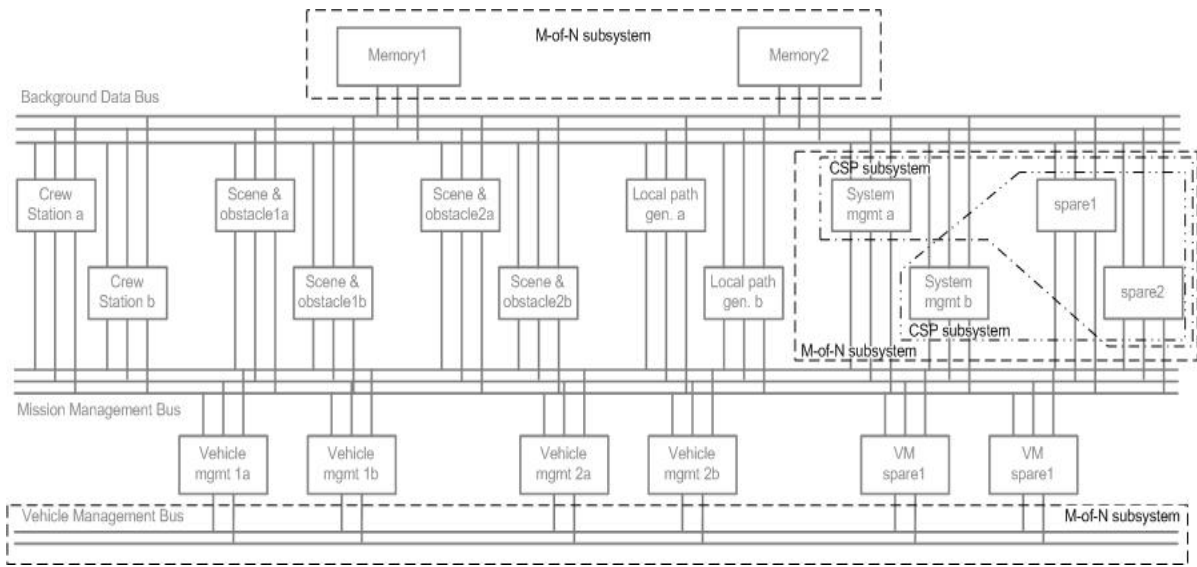 M-of-N subsystem
Memory1
Memory2
Background Data Bus
CSP subsystem
Crew
Station a
Scene &
obstacle1a
Scene &
obstacle2a
Local path
gen. a
System
mgmt a
spare1
Crew
Station b
Scene &
obstacle1b
Scene &
obstacle2b
Local path
gen. b
System
mgmt b
spare2
CSP subsystem
M-of-N subsystem
Mission Management Bus
Vehicle
mgmt 1a
Vehicle
mgmt 1b
Vehicle
mgmt 2a
Vehicle
mgmt 2b
VM
spare1
VM
spare1
Vehicle Management Bus
M-of-N subsystem